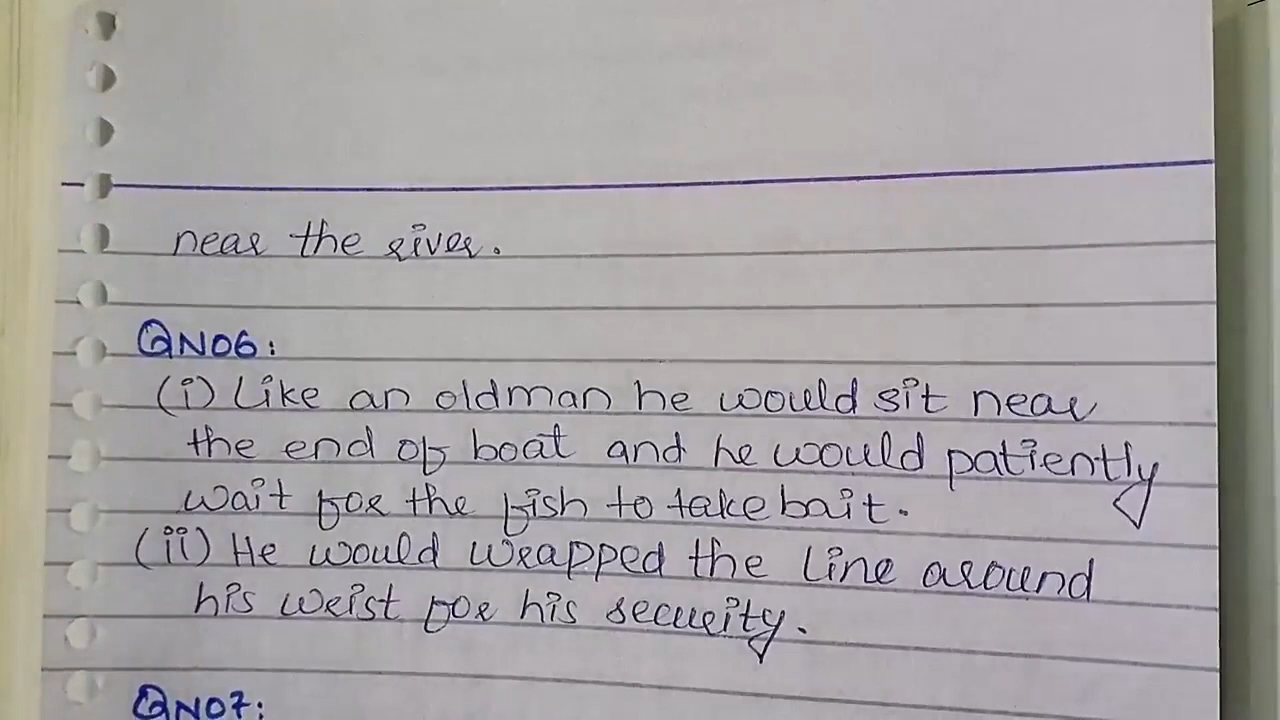 near the river.
QNO6:
(i) Like an oldman he would sit near
the end of boat and he would patiently
wait for the fish to take bait.
(ii) He would wrapped the line around
his weist for his security.
QNO7: